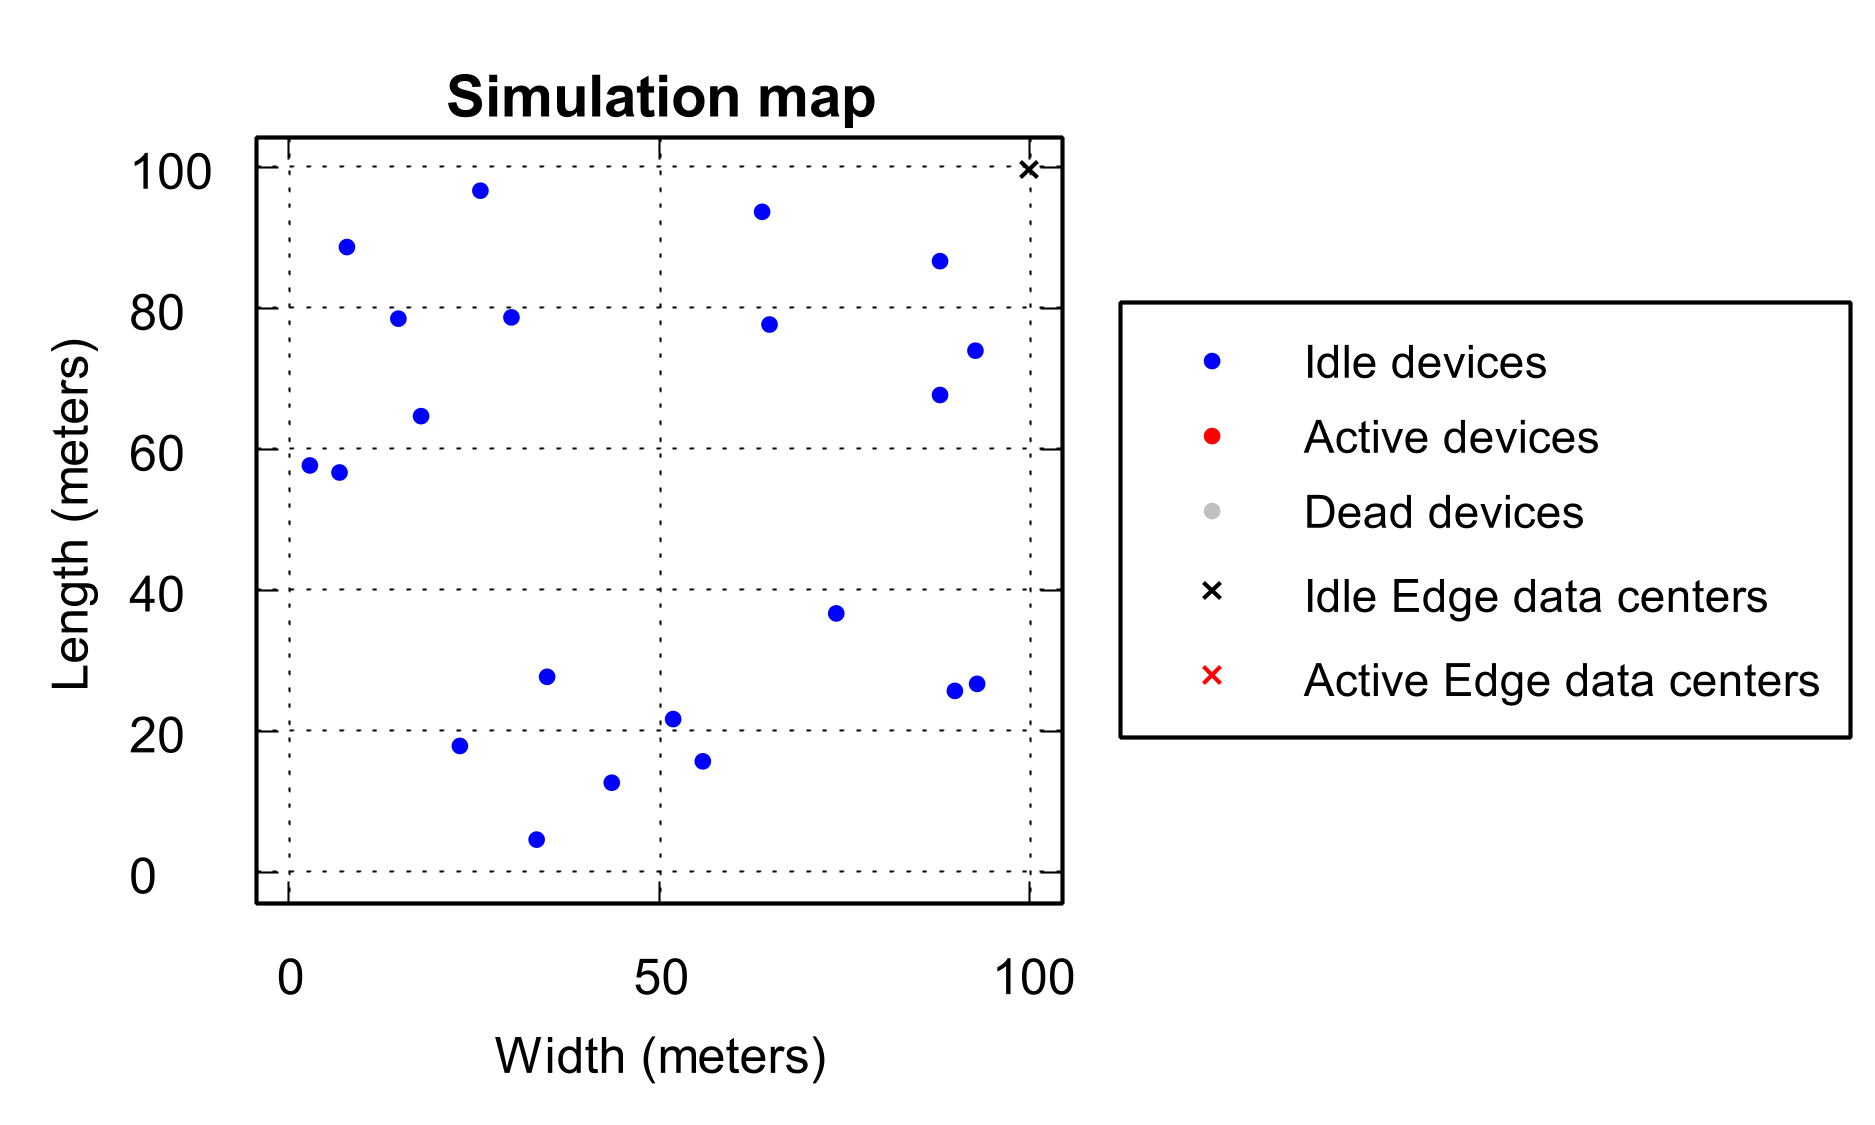 Simulation map
100
80
60
40
20
0
Length (meters)
0 50 100
Width (meters)
Idle devices
Active devices
Dead devices
Idle Edge data centers
Active Edge data centers